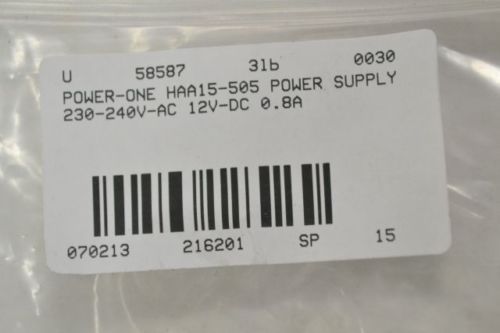 U 58587 3lb 0030
POWER-ONE HAA15-505 POWER SUPPLY
230-240V-AC 12V-DC 0.8A
070213 216201 SP 15